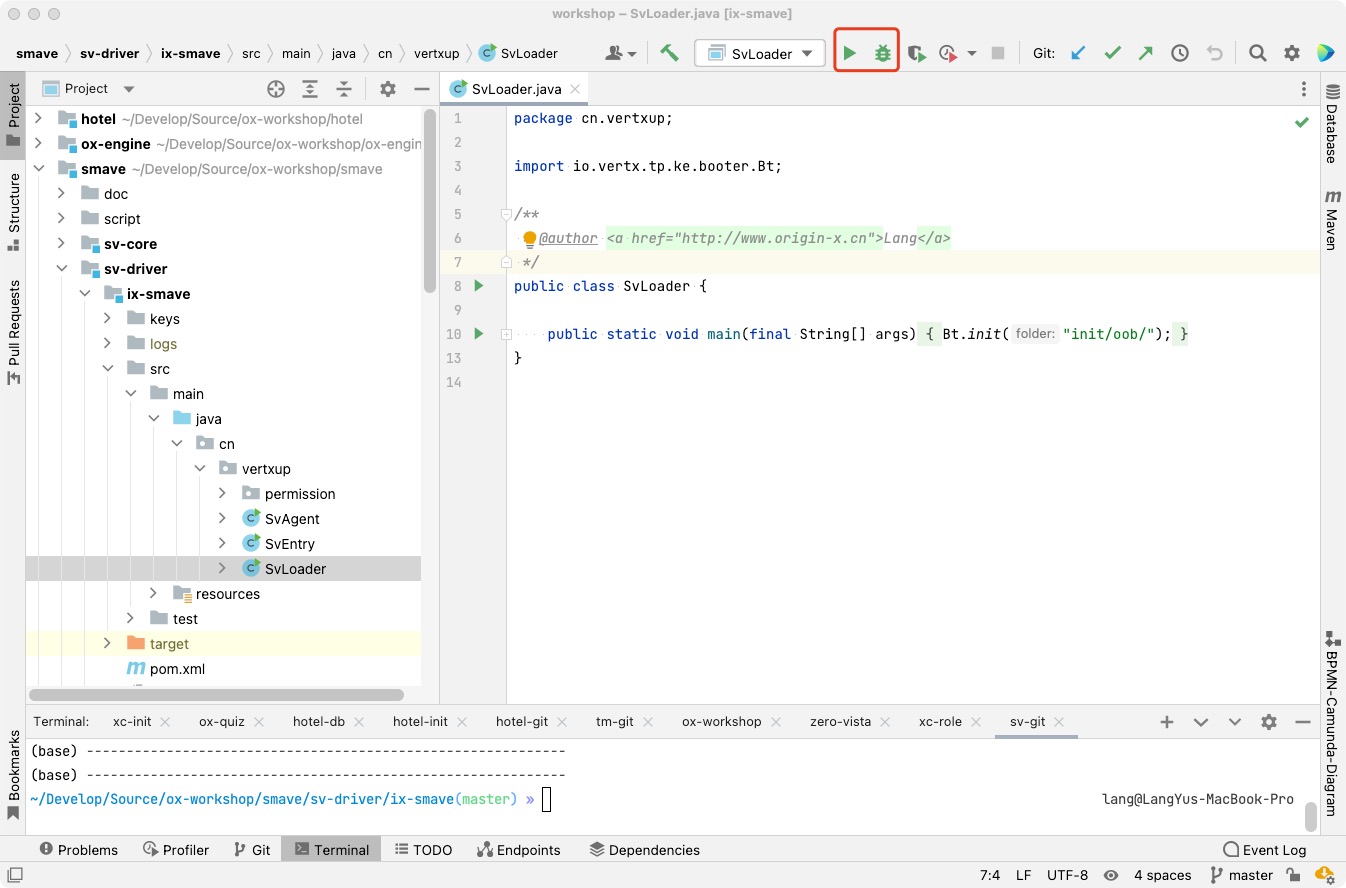 workshop – SvLoader.java [ix-smave]
smave sv-driver ix-smave src main java cn vertxup SvLoader
SvLoader
Git:
Project
SvLoader.java
Project
Structure
Pull Requests
Bookmarks
hotel ~/Develop/Source/ox-workshop/hotel
ox-engine ~/Develop/Source/ox-workshop/ox-engin
smave ~/Develop/Source/ox-workshop/smave
doc
script
sv-core
sv-driver
ix-smave
keys
logs
src
main
java
cn
vertxup
permission
SvAgent
SvEntry
SvLoader
resources
test
target
pom.xml
1 package cn.vertxup;
2
3 import io.vertx.tp.ke.booter.Bt;
4
5 /**
6 @author <a href="http://www.origin-x.cn">Lang</a>
7 */
8 public class SvLoader {
9
10 public static void main(final String[] args) { Bt.init( folder: "init/oob/"); }
13 }
14
Database
Maven
BPMN-Camunda-Diagram
Terminal: xc-init ox-quiz hotel-db hotel-init hotel-git tm-git ox-workshop zero-vista xc-role sv-git
(base) ------------------------------------------------------------
(base) ------------------------------------------------------------
~/Develop/Source/ox-workshop/smave/sv-driver/ix-smave(master) » lang@LangYus-MacBook-Pro
Problems Profiler Git Terminal TODO Endpoints Dependencies Event Log
7:4 LF UTF-8 4 spaces master